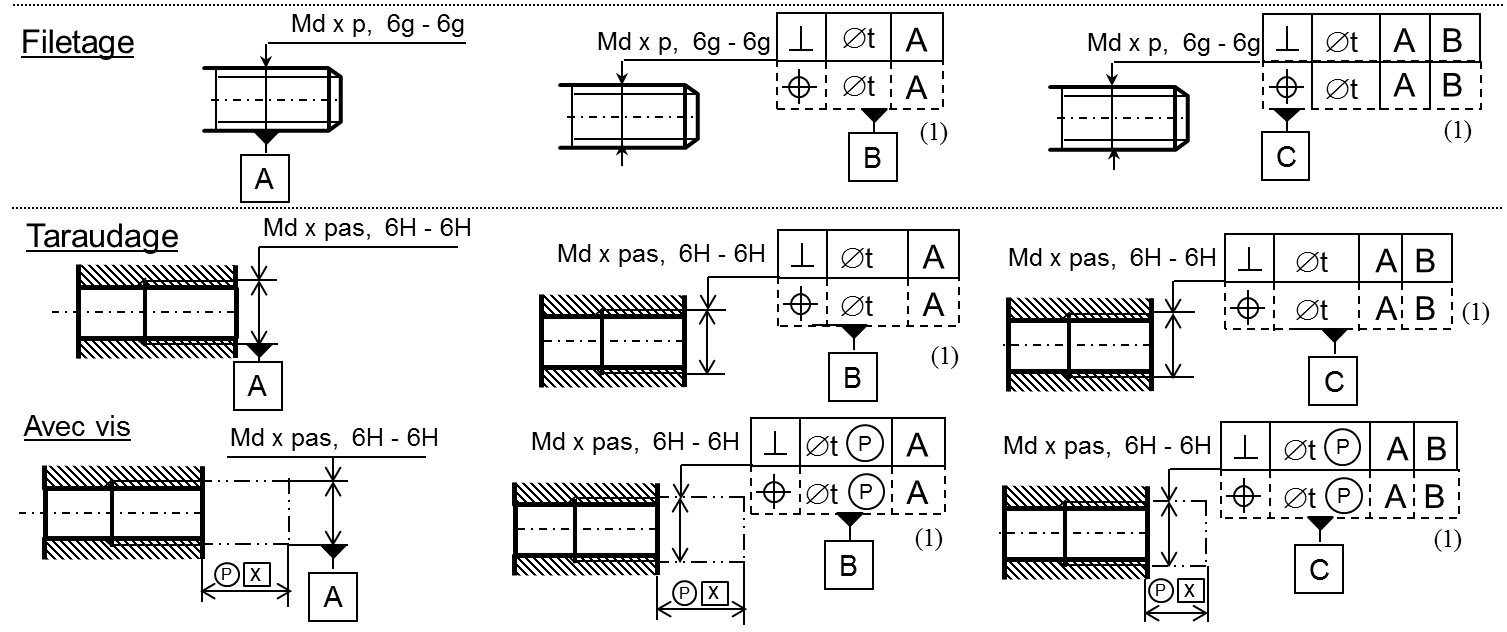 Filetage
Md x p, 6g - 6g
A
Md x p, 6g - 6g
⊥ ∅t A
⌖ ∅t A
(1)
B
Md x p, 6g - 6g
⊥ ∅t A B
⌖ ∅t A B
(1)
C
Taraudage
Md x pas, 6H - 6H
A
Md x pas, 6H - 6H
⊥ ∅t A
⌖ ∅t A
(1)
B
Md x pas, 6H - 6H
⊥ ∅t A B
⌖ ∅t A B
(1)
C
Avec vis
Md x pas, 6H - 6H
Ⓟ X
A
Md x pas, 6H - 6H
⊥ ∅t Ⓟ A
⌖ ∅t Ⓟ A
(1)
B
Ⓟ X
Md x pas, 6H - 6H
⊥ ∅t Ⓟ A B
⌖ ∅t Ⓟ A B
(1)
C
Ⓟ X